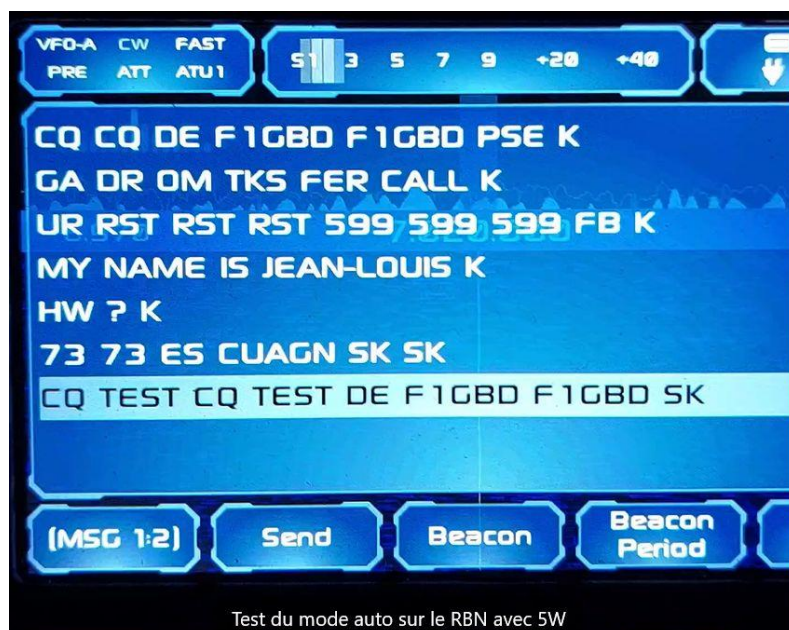 VFO-A CW FAST
PRE ATT ATU1
S1 3 5 7 9 +20 +40
CQ CQ DE F1GBD F1GBD PSE K
GA DR OM TKS FER CALL K
UR RST RST RST 599 599 599 FB K
MY NAME IS JEAN-LOUIS K
HW ? K
73 73 ES CUAGN SK SK
CQ TEST CQ TEST DE F1GBD F1GBD SK
(MSG 1:2) Send Beacon Beacon Period
Test du mode auto sur le RBN avec 5W